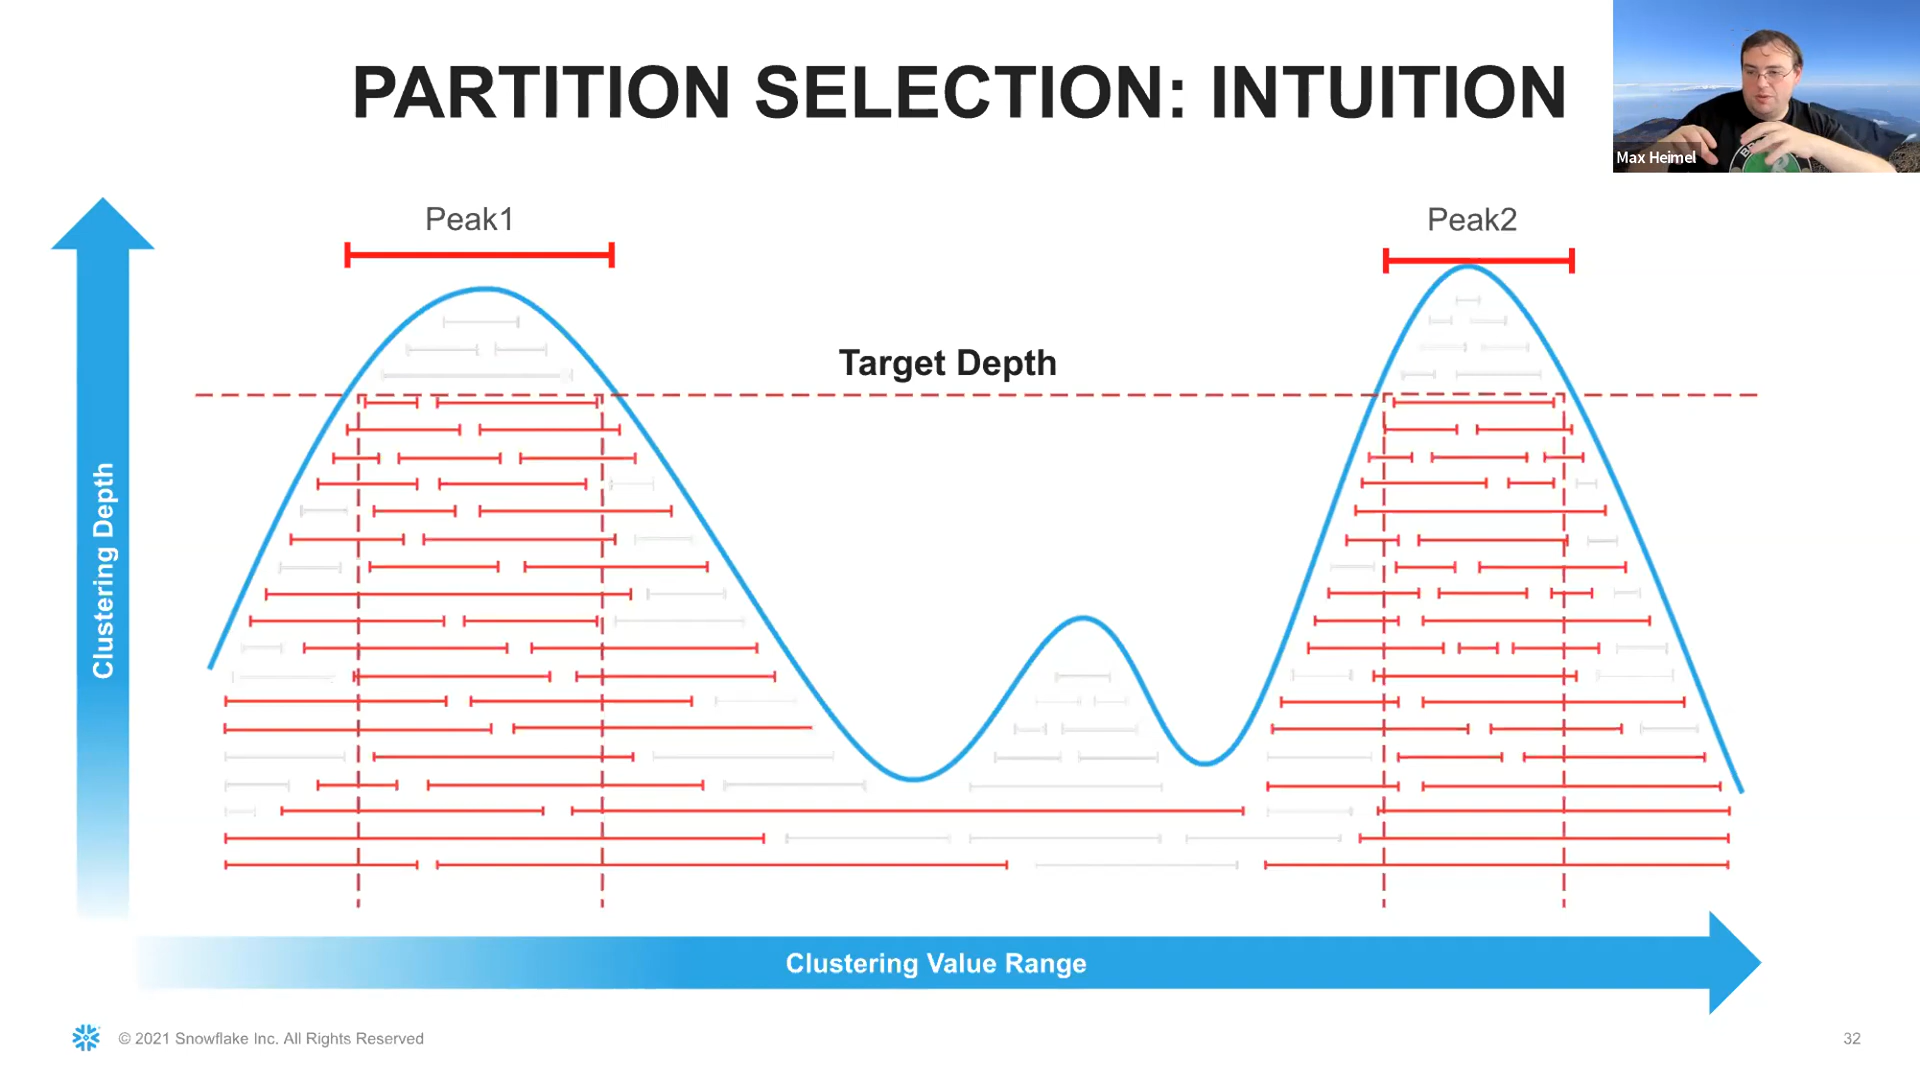 PARTITION SELECTION: INTUITION
Max Heimel
Peak1
Peak2
Target Depth
Clustering Depth
Clustering Value Range
© 2021 Snowflake Inc. All Rights Reserved
32